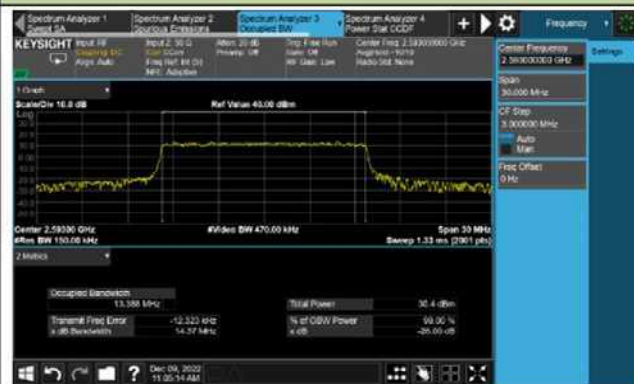 Spectrum Analyzer 1
Swept SA
Spectrum Analyzer 2
Spurious Emissions
Spectrum Analyzer 3
Occupied BW
Spectrum Analyzer 4
Power Stat CCDF
Frequency
KEYSIGHT
Input: RF
Coupling: DC
Align: Auto
Input Z: 50 Ω
Corr CCorr
Freq Ref: Int (S)
NFE: Adaptive
Atten: 20 dB
Preamp: Off
Trig: Free Run
Gate: Off
#IF Gain: Low
Center Freq: 2.593000000 GHz
Radio Std: None
Center Frequency
2.593000000 GHz
Settings
Span
30.000 MHz
CF Step
3.000000 MHz
Auto
Man
Freq Offset
0 Hz
1 Graph
Scale/Div 10.0 dB
Ref Value 40.00 dBm
Log
Center 2.59300 GHz
#Res BW 150.00 kHz
#Video BW 470.00 kHz
Span 30 MHz
Sweep 1.33 ms (2001 pts)
2 Metrics
Occupied Bandwidth
13.388 MHz
Total Power
30.4 dBm
Transmit Freq Error
-12.323 kHz
% of OBW Power
99.00 %
x dB Bandwidth
14.37 MHz
x dB
-26.00 dB
Dec 09, 2022
11:05:14 AM